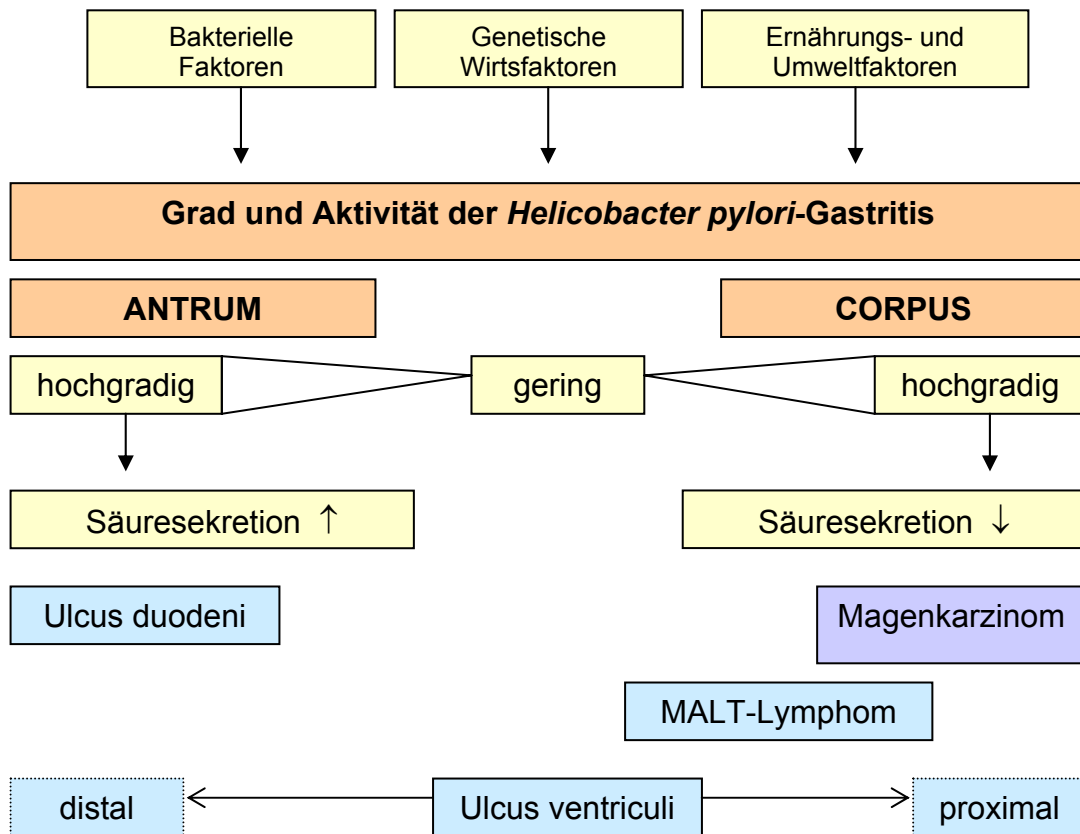 Bakterielle
Faktoren
Genetische
Wirtsfaktoren
Ernährungs- und
Umweltfaktoren
Grad und Aktivität der Helicobacter pylori-Gastritis
ANTRUM
CORPUS
hochgradig
gering
hochgradig
Säuresekretion ↑
Säuresekretion ↓
Ulcus duodeni
Magenkarzinom
MALT-Lymphom
distal
Ulcus ventriculi
proximal